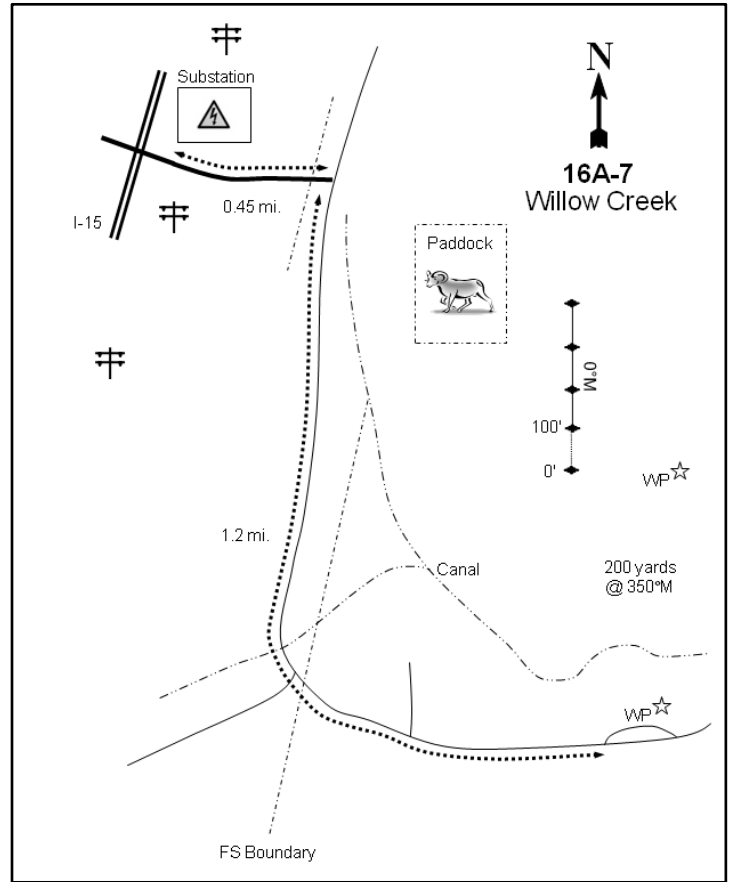 Substation
N
16A-7
Willow Creek
I-15
0.45 mi.
Paddock
0°M
100'
0'
WP
1.2 mi.
Canal
200 yards
@ 350°M
WP
FS Boundary